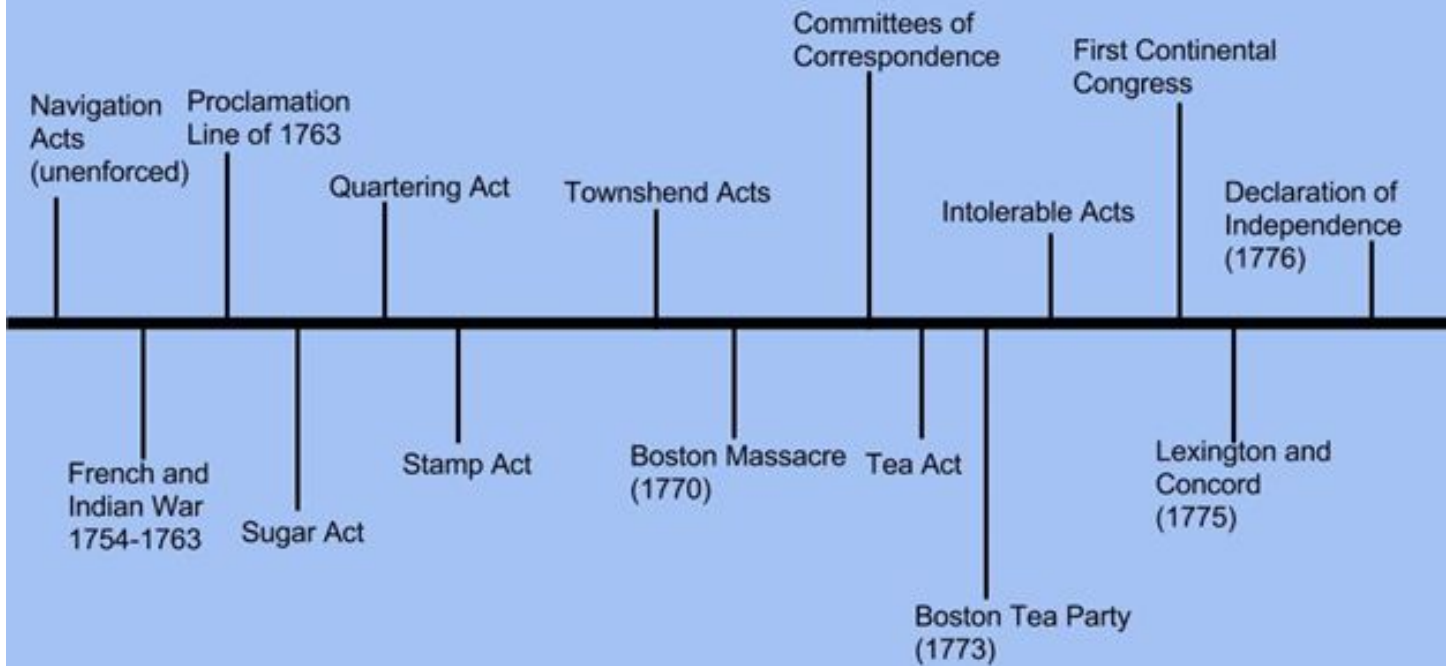 Navigation
Acts
(unenforced)
French and
Indian War
1754-1763
Proclamation
Line of 1763
Sugar Act
Quartering Act
Stamp Act
Townshend Acts
Boston Massacre
(1770)
Committees of
Correspondence
Tea Act
Boston Tea Party
(1773)
Intolerable Acts
First Continental
Congress
Lexington and
Concord
(1775)
Declaration of
Independence
(1776)